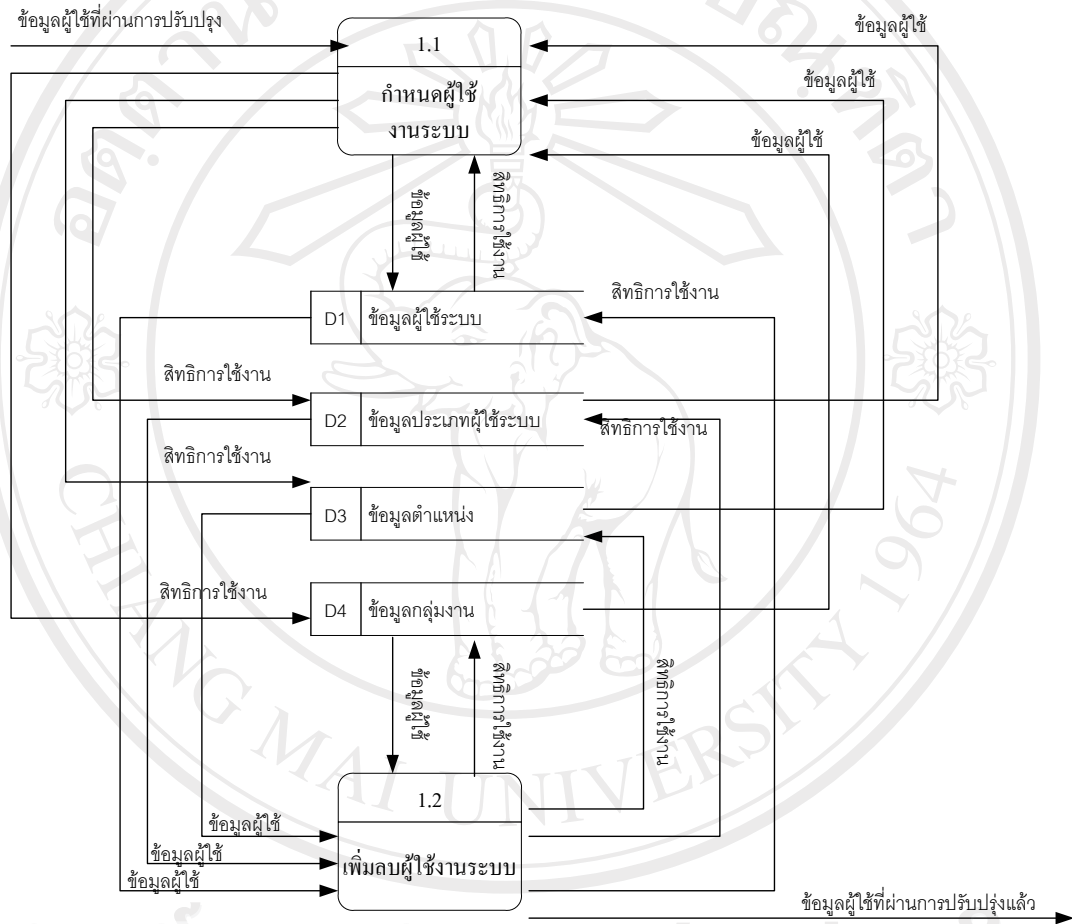 ข้อมูลผู้ใช้ที่ผ่านการปรับปรุง
ข้อมูลผู้ใช้
1.1
กำหนดผู้ใช้
งานระบบ
ข้อมูลผู้ใช้
ข้อมูลผู้ใช้
ข้อมูลผู้ใช้
สิทธิการใช้งาน
สิทธิการใช้งาน
D1 ข้อมูลผู้ใช้ระบบ
สิทธิการใช้งาน
D2 ข้อมูลประเภทผู้ใช้ระบบ
สิทธิการใช้งาน
สิทธิการใช้งาน
D3 ข้อมูลตำแหน่ง
สิทธิการใช้งาน
D4 ข้อมูลกลุ่มงาน
ข้อมูลผู้ใช้
สิทธิการใช้งาน
สิทธิการใช้งาน
1.2
เพิ่มลบผู้ใช้งานระบบ
ข้อมูลผู้ใช้
ข้อมูลผู้ใช้
ข้อมูลผู้ใช้
ข้อมูลผู้ใช้ที่ผ่านการปรับปรุ่งแล้ว
CHIANG MAI UNIVERSITY 1964